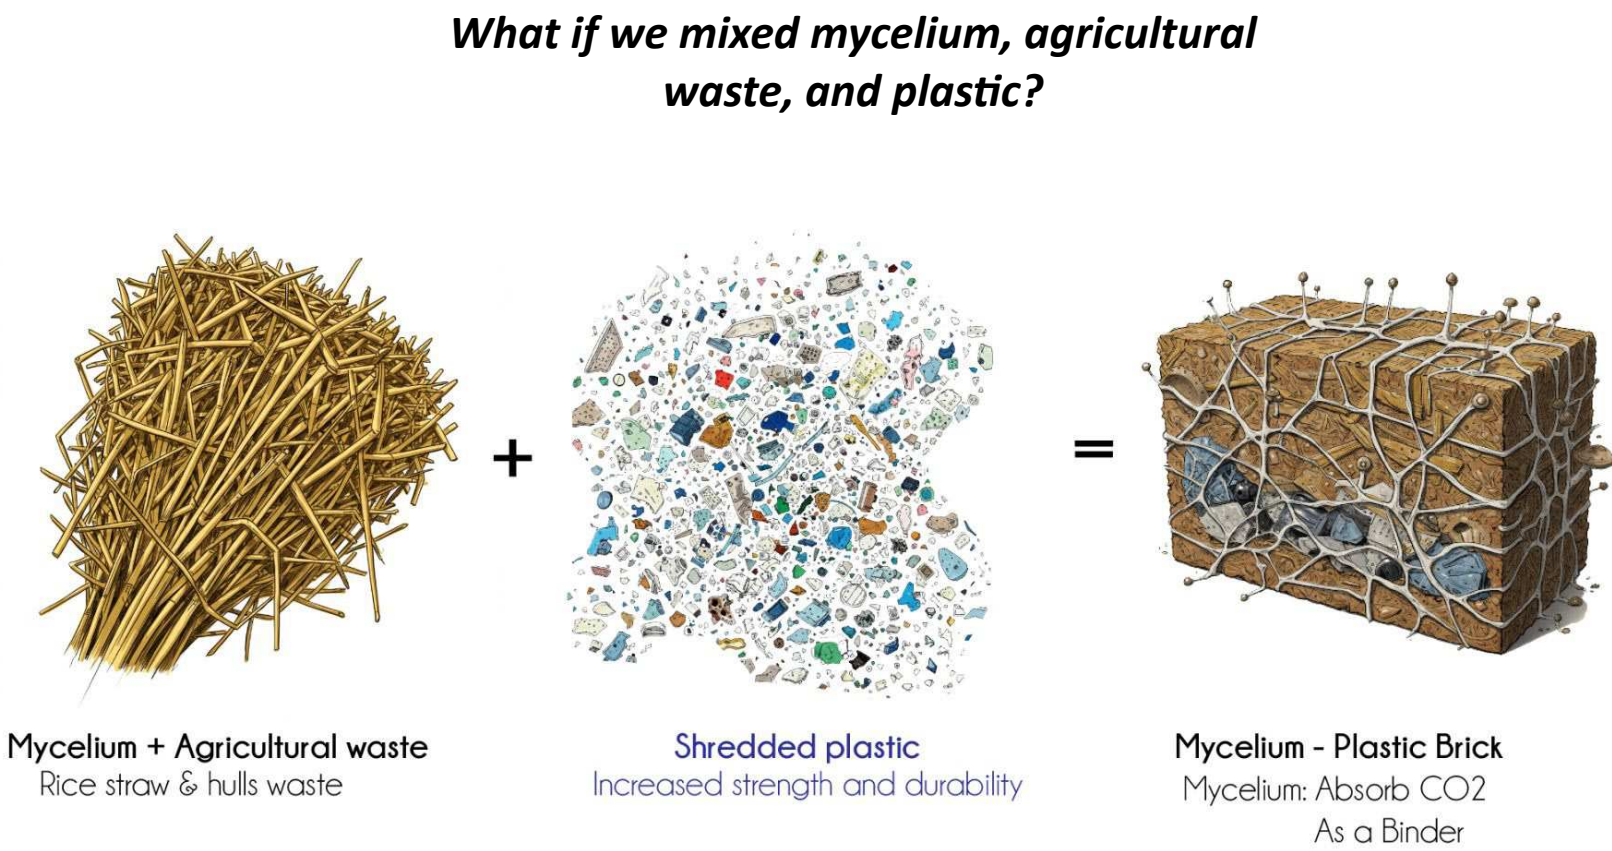 What if we mixed mycelium, agricultural
waste, and plastic?
+
=
Mycelium + Agricultural waste
Rice straw & hulls waste
Shredded plastic
Increased strength and durability
Mycelium - Plastic Brick
Mycelium: Absorb CO2
As a Binder